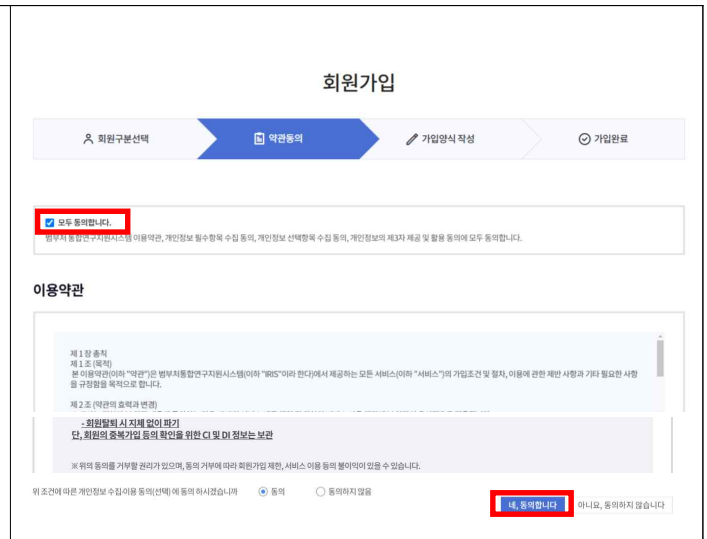 회원가입
회원구분선택
약관동의
가입양식 작성
가입완료
모두 동의합니다.
범부처 통합연구지원시스템 이용약관, 개인정보 필수항목 수집 동의, 개인정보 선택항목 수집 동의, 개인정보의 제3자 제공 및 활용 동의에 모두 동의합니다.
이용약관
제 1 장 총칙
제 1 조 (목적)
본 이용약관(이하 "약관")은 범부처통합연구지원시스템(이하 "IRIS"이라 한다)에서 제공하는 모든 서비스(이하 "서비스")의 가입조건 및 절차, 이용에 관한 제반 사항과 기타 필요한 사항
을 규정함을 목적으로 합니다.
제 2 조 (약관의 효력과 변경)
- 회원탈퇴 시 지체 없이 파기
단, 회원의 중복가입 등의 확인을 위한 CI 및 DI 정보는 보관
※ 위의 동의를 거부할 권리가 있으며, 동의 거부에 따라 회원가입 제한, 서비스 이용 등의 불이익이 있을 수 있습니다.
위 조건에 따른 개인정보 수집·이용 동의(선택) 에 동의 하시겠습니까 동의 동의하지 않음
네, 동의합니다 아니요, 동의하지 않습니다